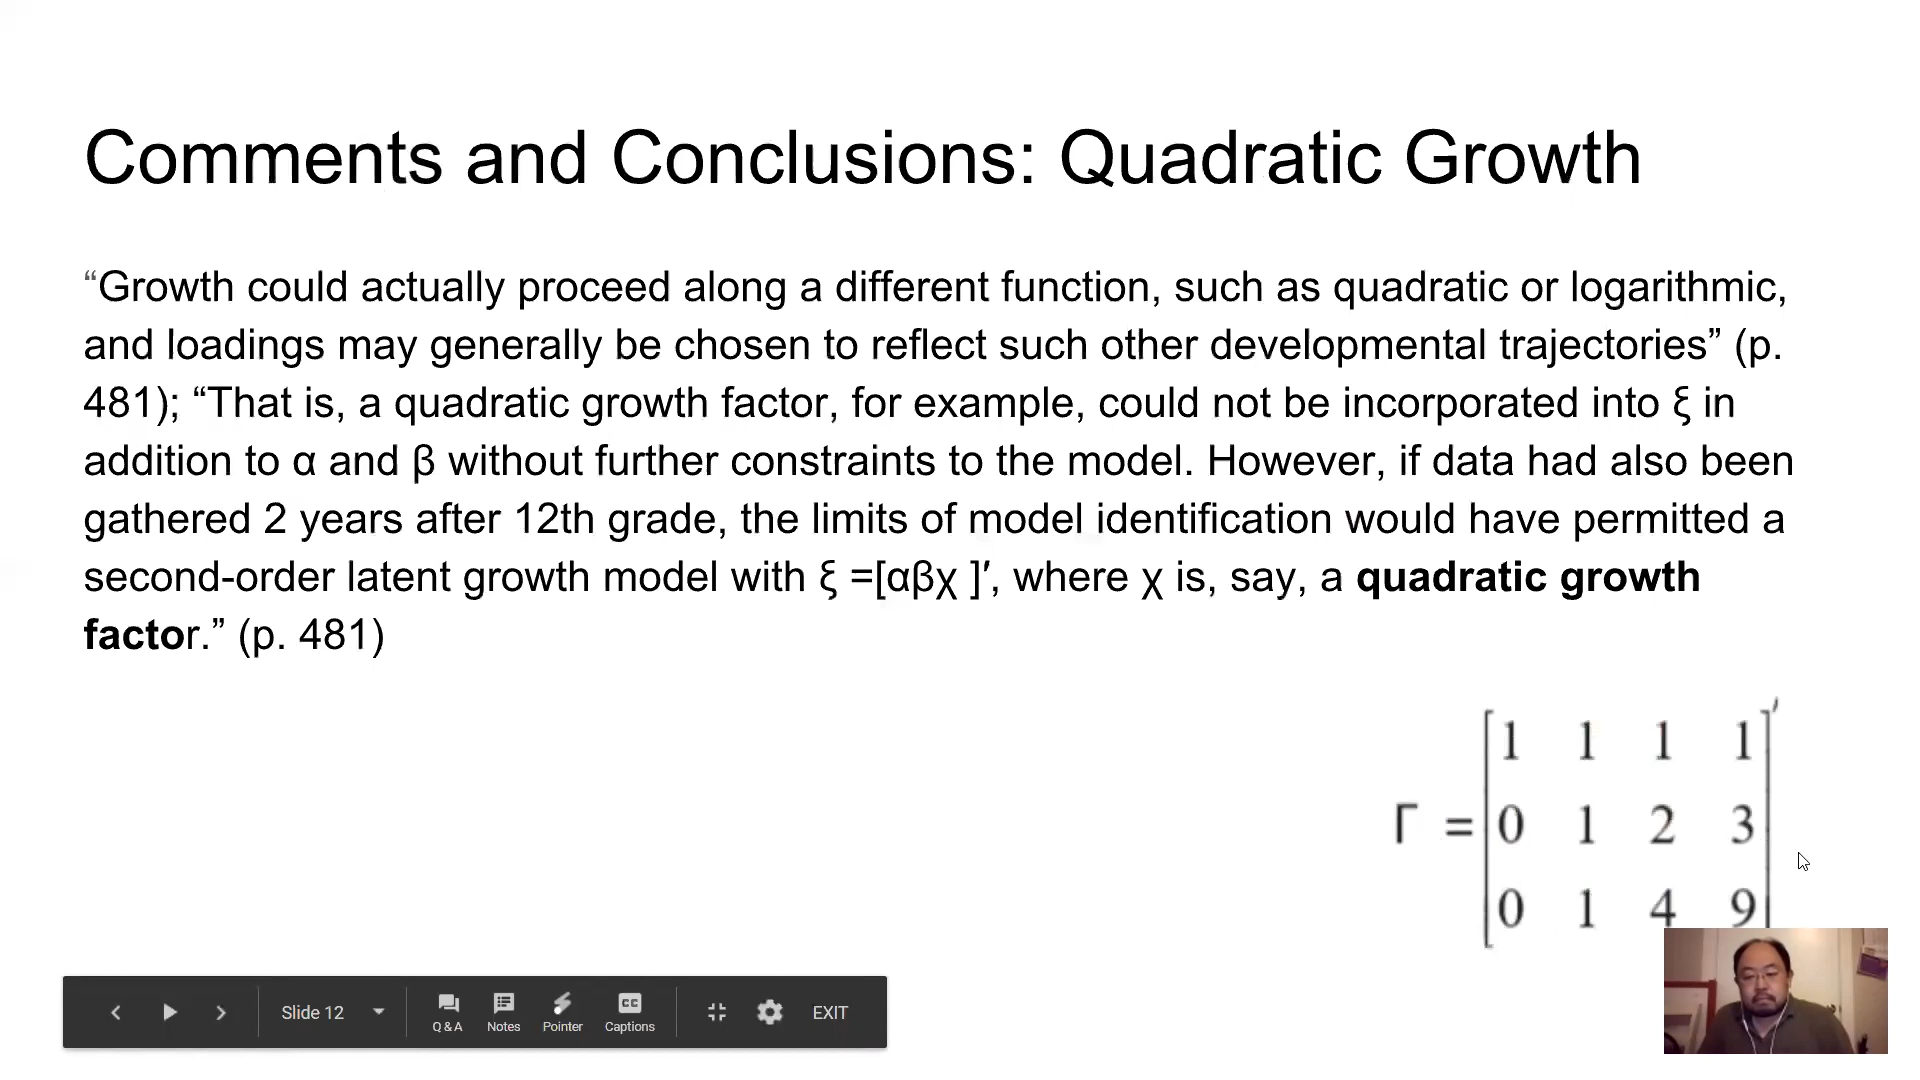 Comments and Conclusions: Quadratic Growth
“Growth could actually proceed along a different function, such as quadratic or logarithmic,
and loadings may generally be chosen to reflect such other developmental trajectories” (p.
481); “That is, a quadratic growth factor, for example, could not be incorporated into ξ in
addition to α and β without further constraints to the model. However, if data had also been
gathered 2 years after 12th grade, the limits of model identification would have permitted a
second-order latent growth model with ξ =[αβχ ]′, where χ is, say, a quadratic growth
factor.” (p. 481)
1 1 1 1 ′
Γ = 0 1 2 3
0 1 4 9
Slide 12
Q & A Notes Pointer Captions
CC
EXIT